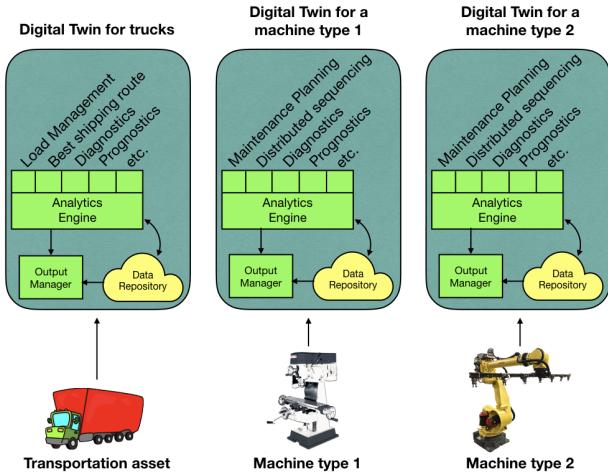 Digital Twin for trucks
Load Management
Best shipping route
Diagnostics
Prognostics
etc.
Analytics
Engine
Output
Manager
Data
Repository
Transportation asset
Digital Twin for a
machine type 1
Maintenance Planning
Distributed sequencing
Diagnostics
Prognostics
etc.
Analytics
Engine
Output
Manager
Data
Repository
Machine type 1
Digital Twin for a
machine type 2
Maintenance Planning
Distributed sequencing
Diagnostics
Prognostics
etc.
Analytics
Engine
Output
Manager
Data
Repository
Machine type 2